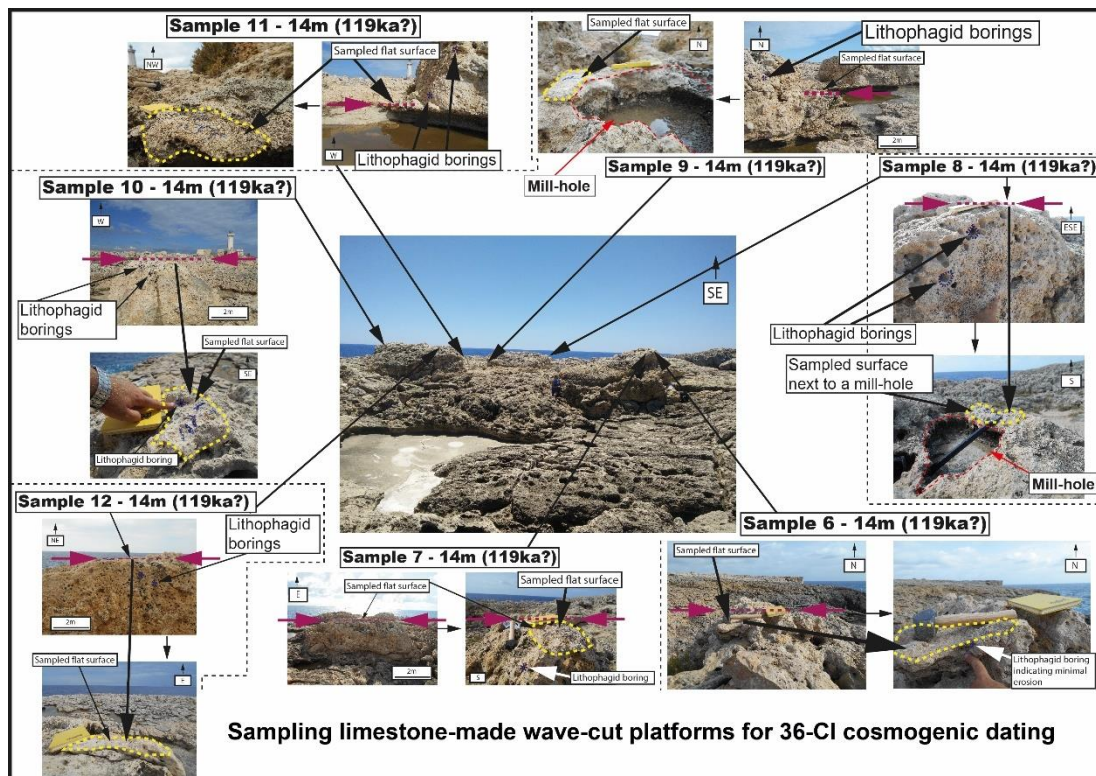 Sample 11 - 14m (119ka?)
Sampled flat surface
NW
W
Lithophagid borings
Sampled flat surface
N
N
Lithophagid borings
Sampled flat surface
2m
Mill-hole
Sample 9 - 14m (119ka?)
Sample 8 - 14m (119ka?)
ESE
Lithophagid borings
Sampled surface
next to a mill-hole
S
Mill-hole
Sample 10 - 14m (119ka?)
W
Lithophagid
borings
2m
Sampled flat surface
SE
Lithophagid boring
SE
Sample 12 - 14m (119ka?)
NE
Lithophagid
borings
2m
Sampled flat surface
E
Sample 7 - 14m (119ka?)
E
Sampled flat surface
Sampled flat surface
2m
S
Lithophagid boring
Sample 6 - 14m (119ka?)
Sampled flat surface
N
N
Lithophagid boring
indicating minimal
erosion
Sampling limestone-made wave-cut platforms for 36-Cl cosmogenic dating